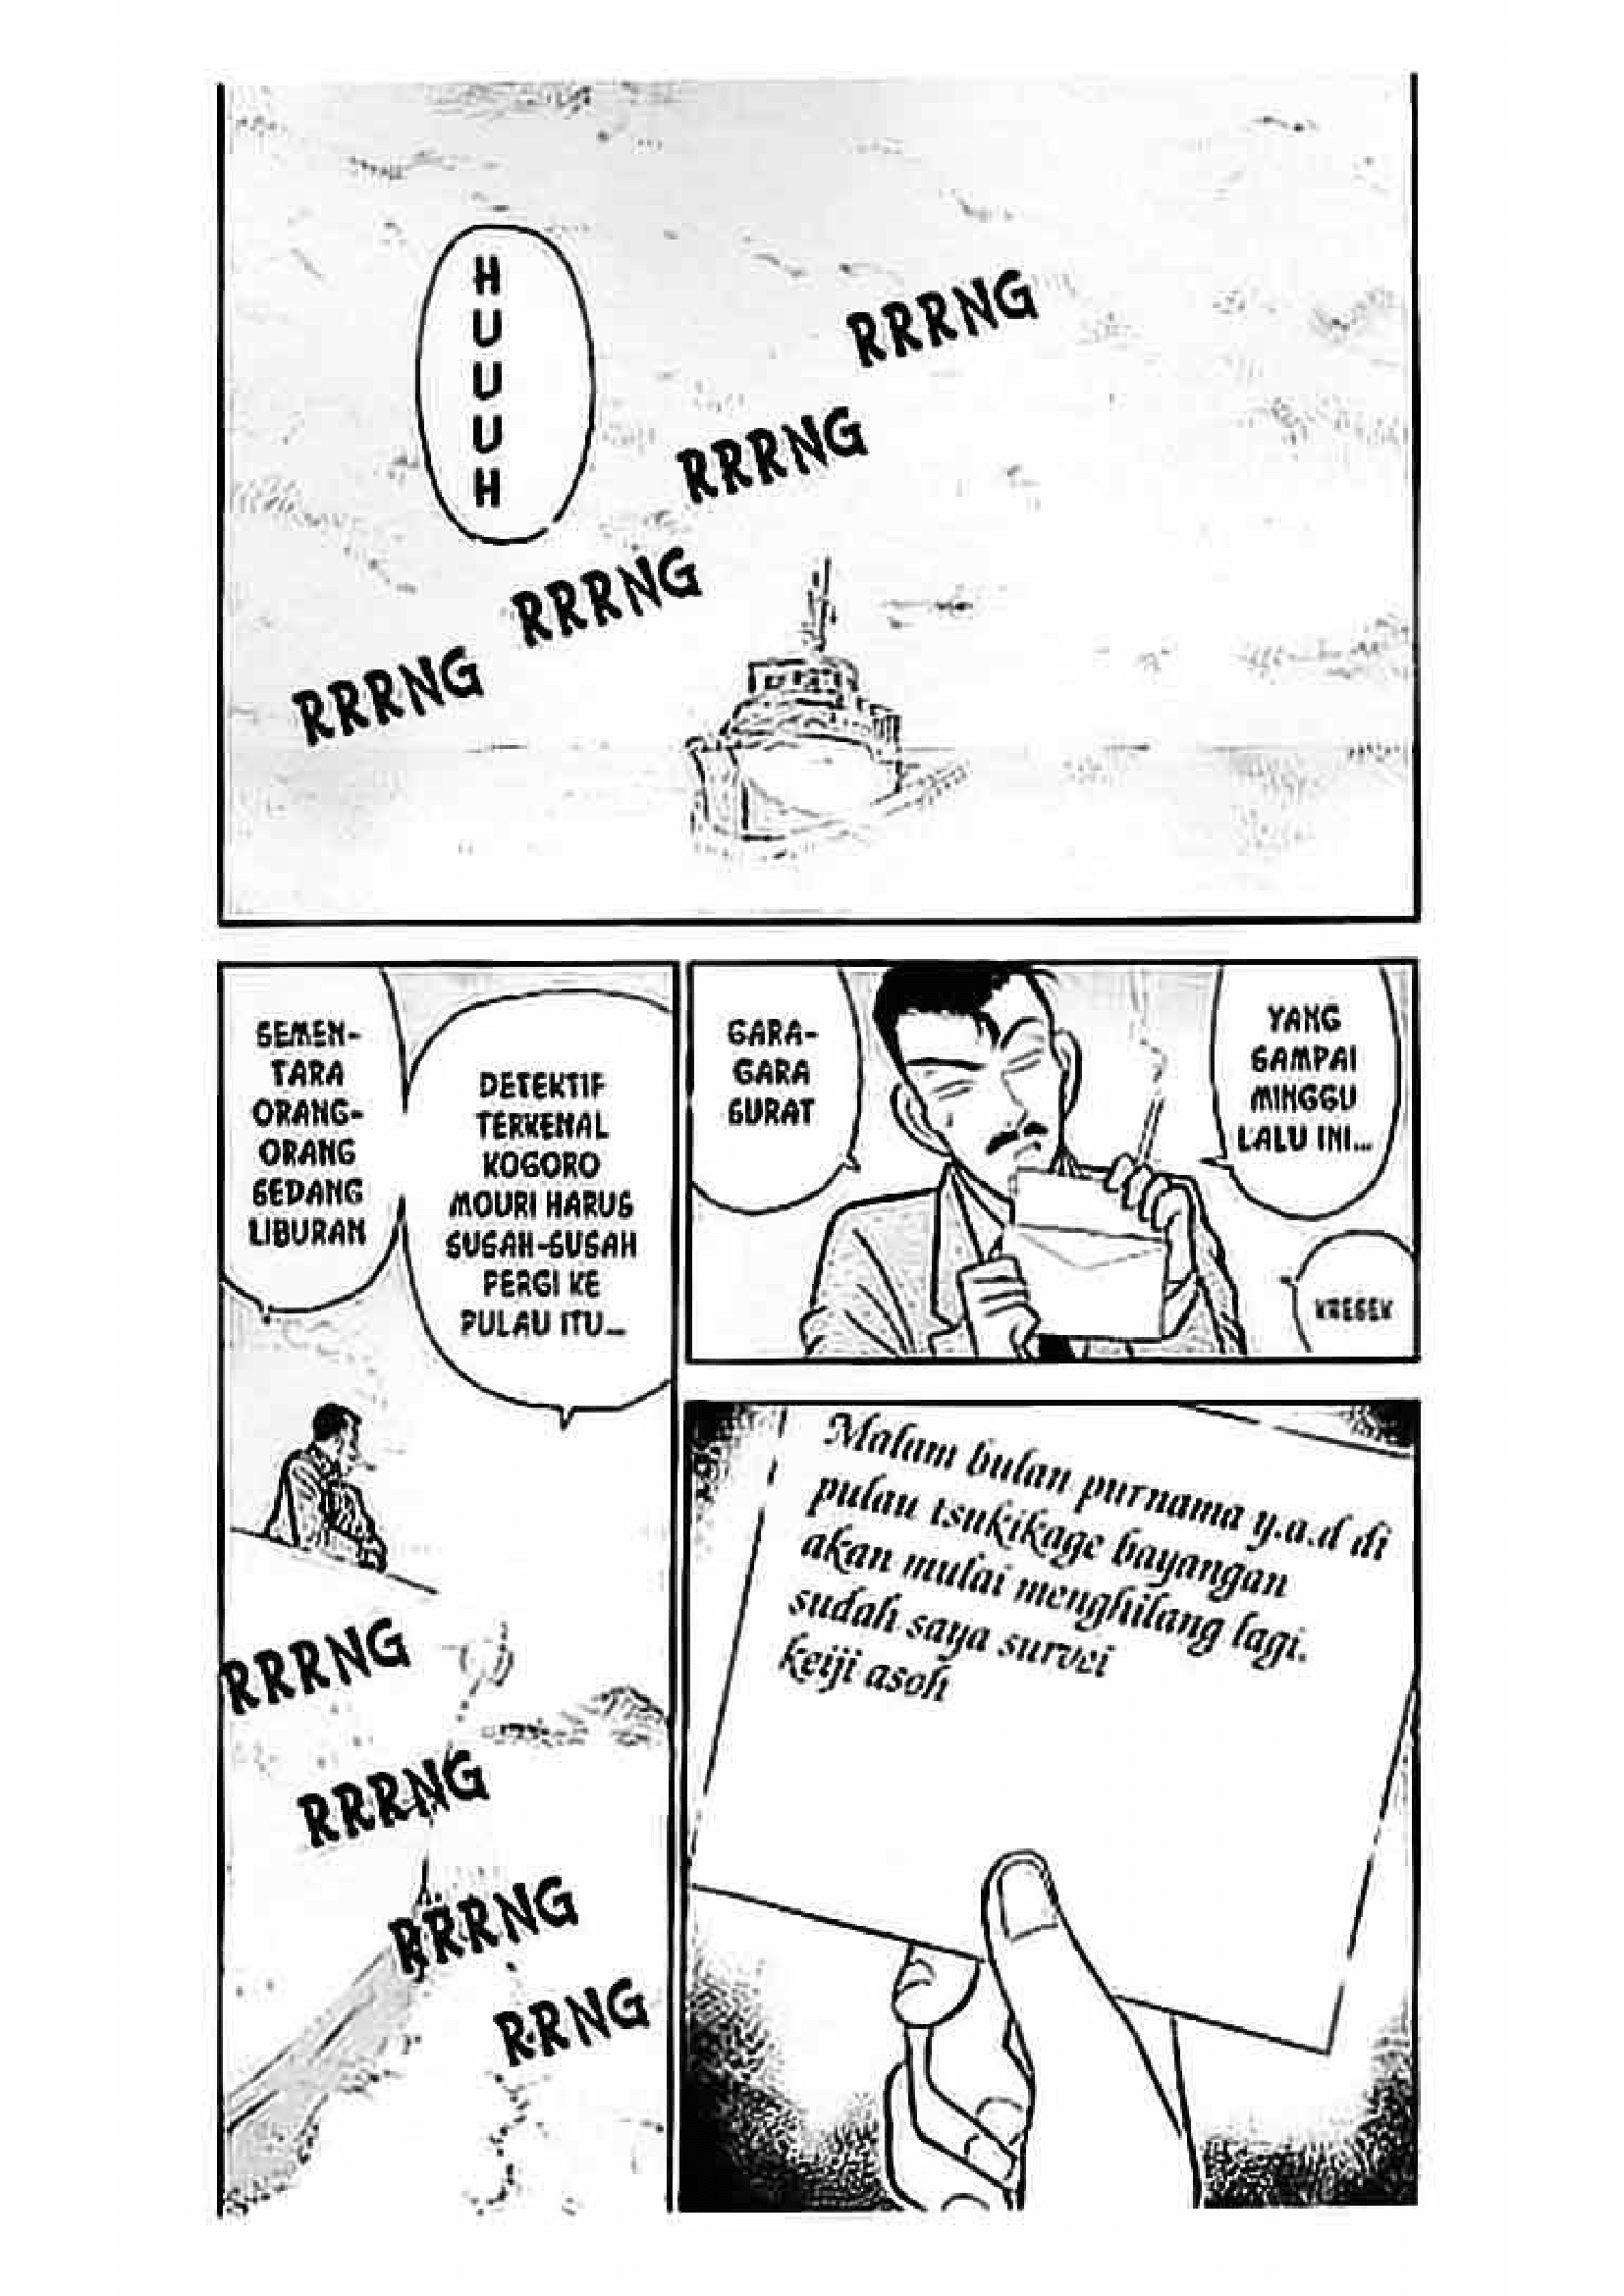 H
U
U
U
H
RRRNG
RRRNG
RRRNG
RRRNG
YANG
SAMPAI
MINGGU
LALU INI...
GARA-
GARA
SURAT
KRESEK
DETEKTIF
TERKENAL
KOGORO
MOURI HARUS
SUSAH-SUSAH
PERGI KE
PULAU ITU...
SEMEN-
TARA
ORANG-
ORANG
SEDANG
LIBURAN
RRRNG
RRRNG
RRRNG
RRNG
Malam bulan purnama y.a.d di
pulau tsukikage bayangan
akan mulai menghilang lagi.
sudah saya survei
keiji asoh